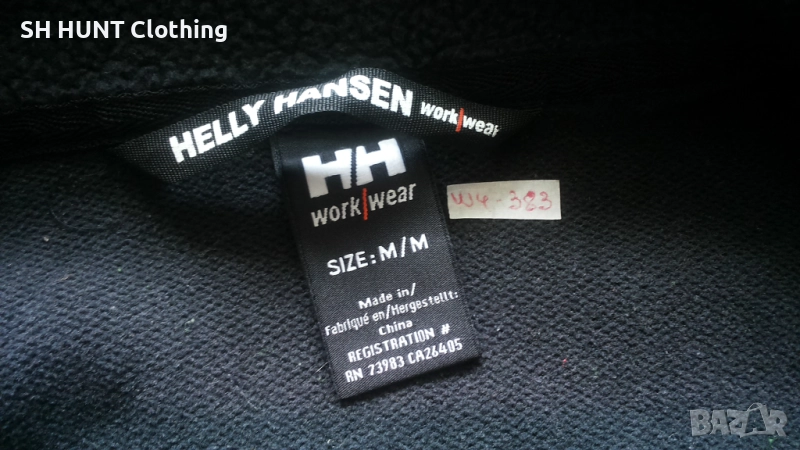 SH HUNT Clothing
HELLY HANSEN work/wear
HH
work/wear
W4-383
SIZE: M/M
Made in/
Fabriqué en/Hergestellt:
China
REGISTRATION #
RN 73983 CA26405
BAZAR